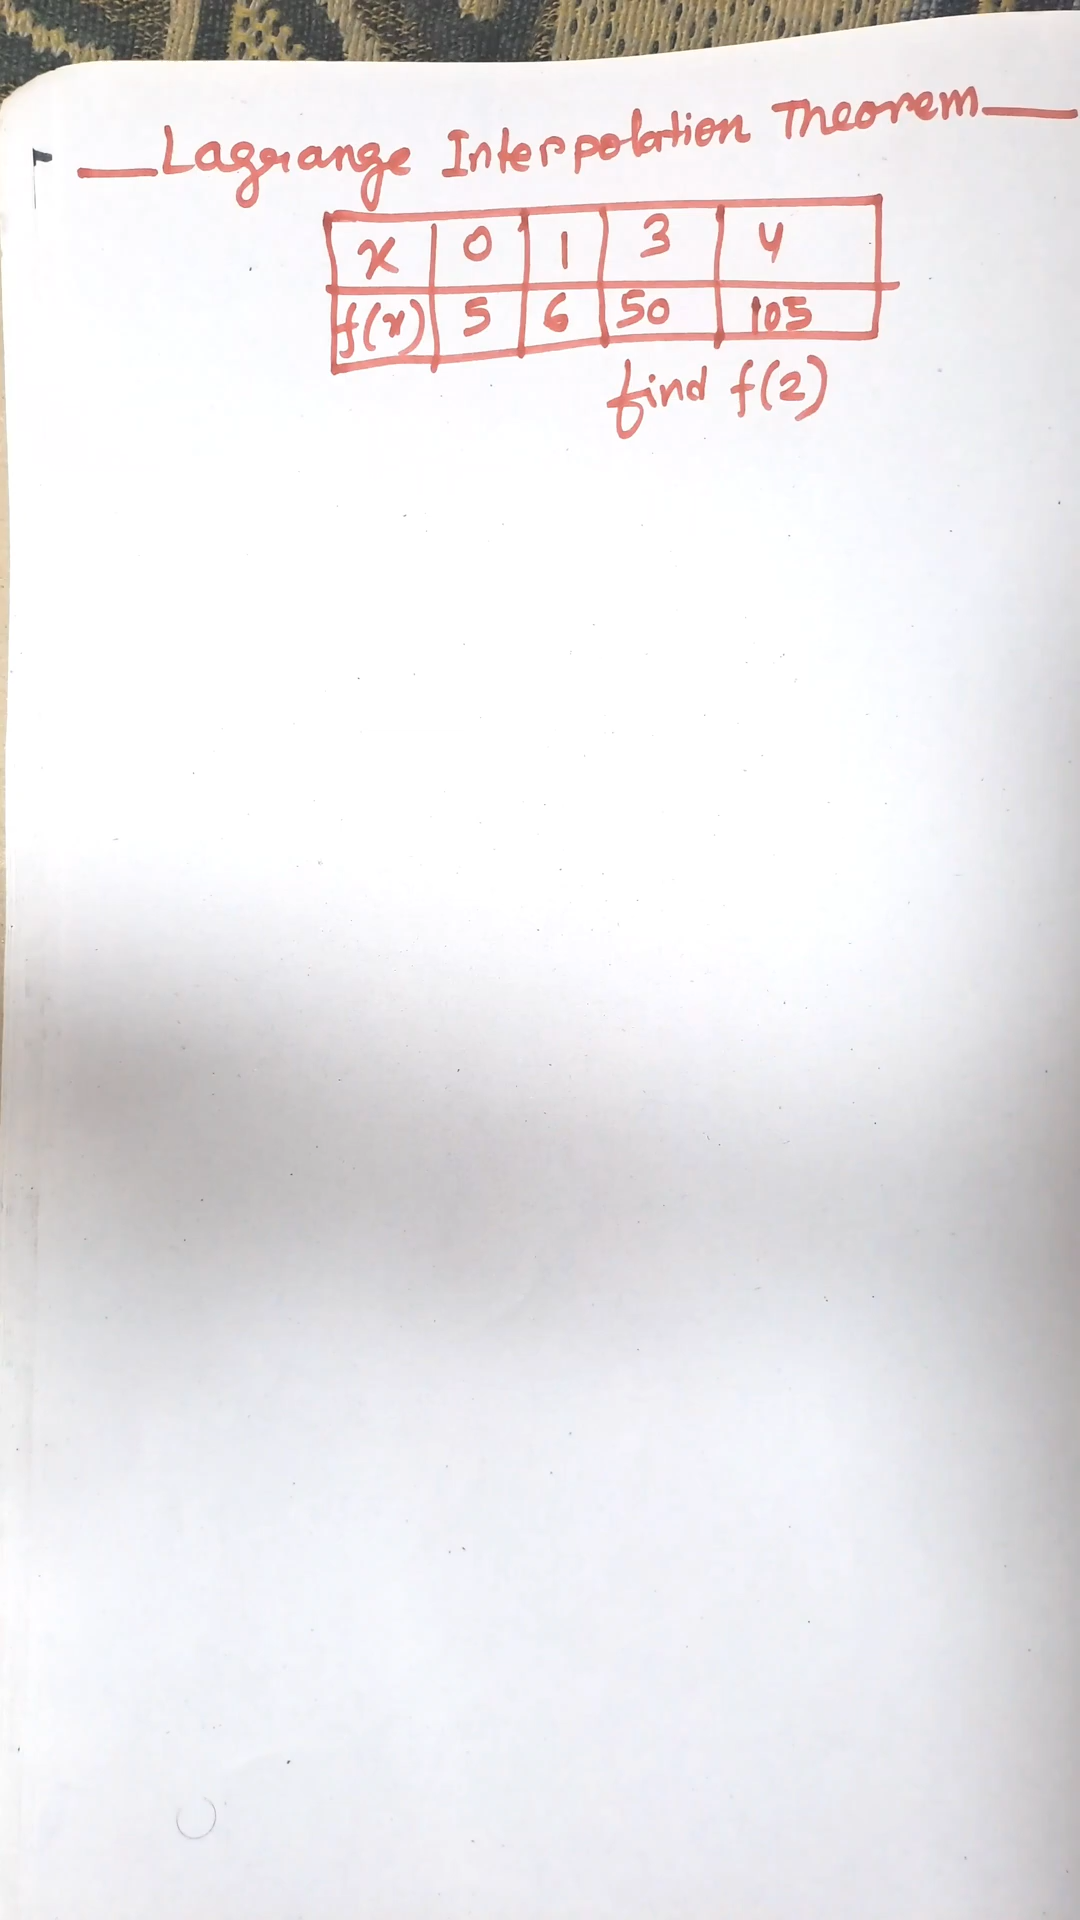 Lagrange Interpolation Theorem
x 0 1 3 4
f(x) 5 6 50 105
find f(2)